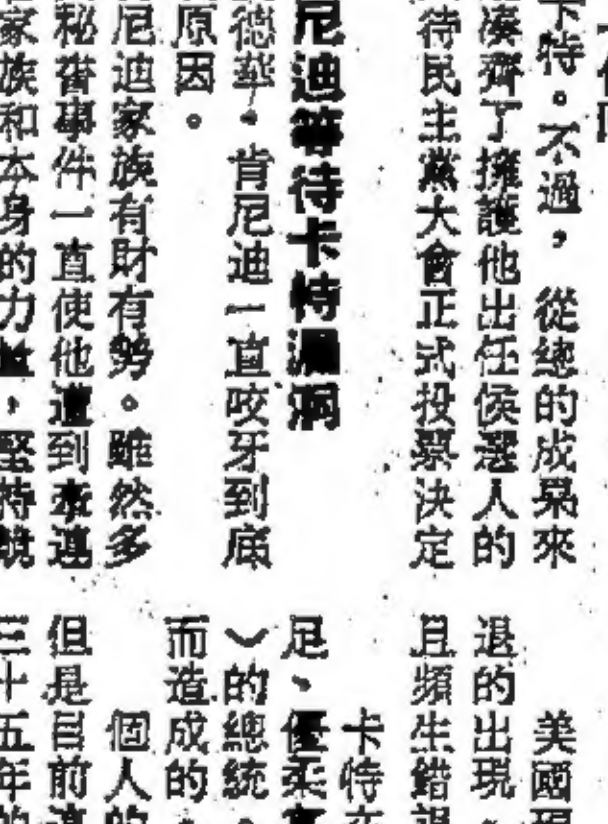 卡特。不過，從總的成果來
湊齊了擁護他出任候選人的
待民主黨大會正式投票決定
尼迪等待卡特漏洞
德華．肯尼迪一直咬牙到底
原因。
尼迪家族有財有勢。雖然多
秘書事件一直使他遭到牽連
家族和本身的力量，堅持競
美國現
退的出現
且頻生錯
卡特在
足、優柔
︶的總統
而造成的
個人的
但是目前
三十五年的